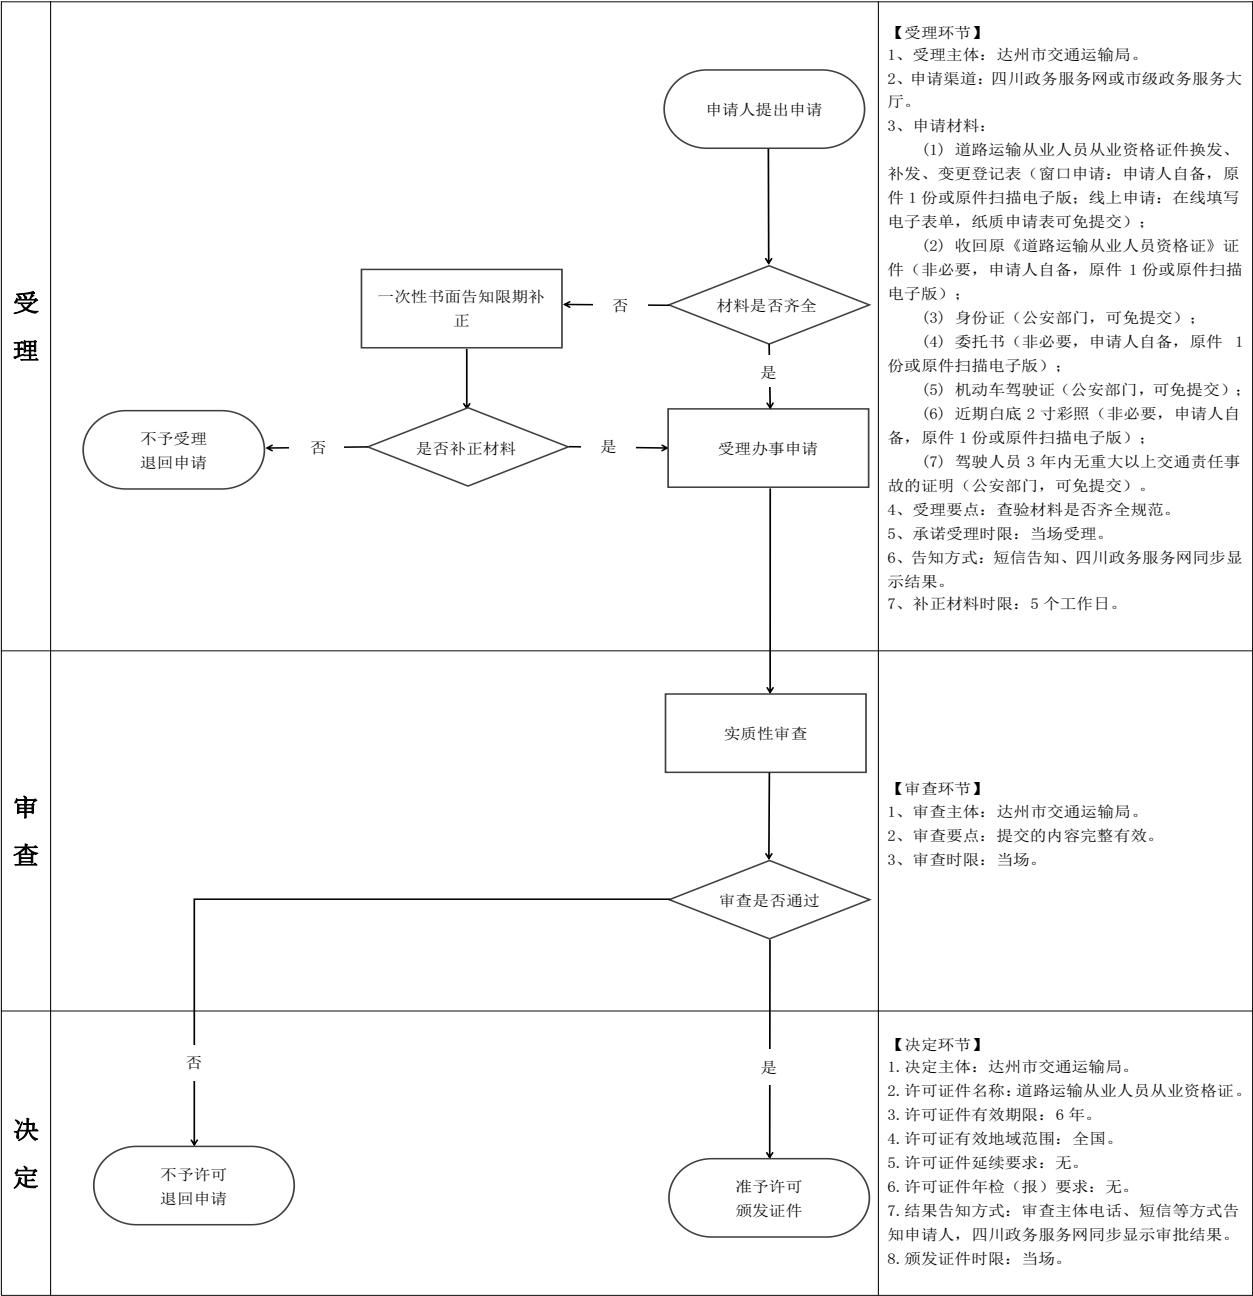 受
理
申请人提出申请
材料是否齐全
否
一次性书面告知限期补
正
是
是否补正材料
否
不予受理
退回申请
是
受理办事申请
【受理环节】
1、受理主体：达州市交通运输局。
2、申请渠道：四川政务服务网或市级政务服务大
厅。
3、申请材料：
(1) 道路运输从业人员从业资格证件换发、
补发、变更登记表（窗口申请：申请人自备，原
件 1 份或原件扫描电子版；线上申请：在线填写
电子表单，纸质申请表可免提交）；
(2) 收回原《道路运输从业人员资格证》证
件（非必要，申请人自备，原件 1 份或原件扫描
电子版）；
(3) 身份证（公安部门，可免提交）；
(4) 委托书（非必要，申请人自备，原件 1
份或原件扫描电子版）；
(5) 机动车驾驶证（公安部门，可免提交）；
(6) 近期白底 2 寸彩照（非必要，申请人自
备，原件 1 份或原件扫描电子版）；
(7) 驾驶人员 3 年内无重大以上交通责任事
故的证明（公安部门，可免提交）。
4、受理要点：查验材料是否齐全规范。
5、承诺受理时限：当场受理。
6、告知方式：短信告知、四川政务服务网同步显
示结果。
7、补正材料时限：5 个工作日。
审
查
实质性审查
审查是否通过
【审查环节】
1、审查主体：达州市交通运输局。
2、审查要点：提交的内容完整有效。
3、审查时限：当场。
决
定
否
不予许可
退回申请
是
准予许可
颁发证件
【决定环节】
1.决定主体：达州市交通运输局。
2.许可证件名称：道路运输从业人员从业资格证。
3.许可证件有效期限：6 年。
4.许可证有效地域范围：全国。
5.许可证件延续要求：无。
6.许可证件年检（报）要求：无。
7.结果告知方式：审查主体电话、短信等方式告
知申请人，四川政务服务网同步显示审批结果。
8.颁发证件时限：当场。